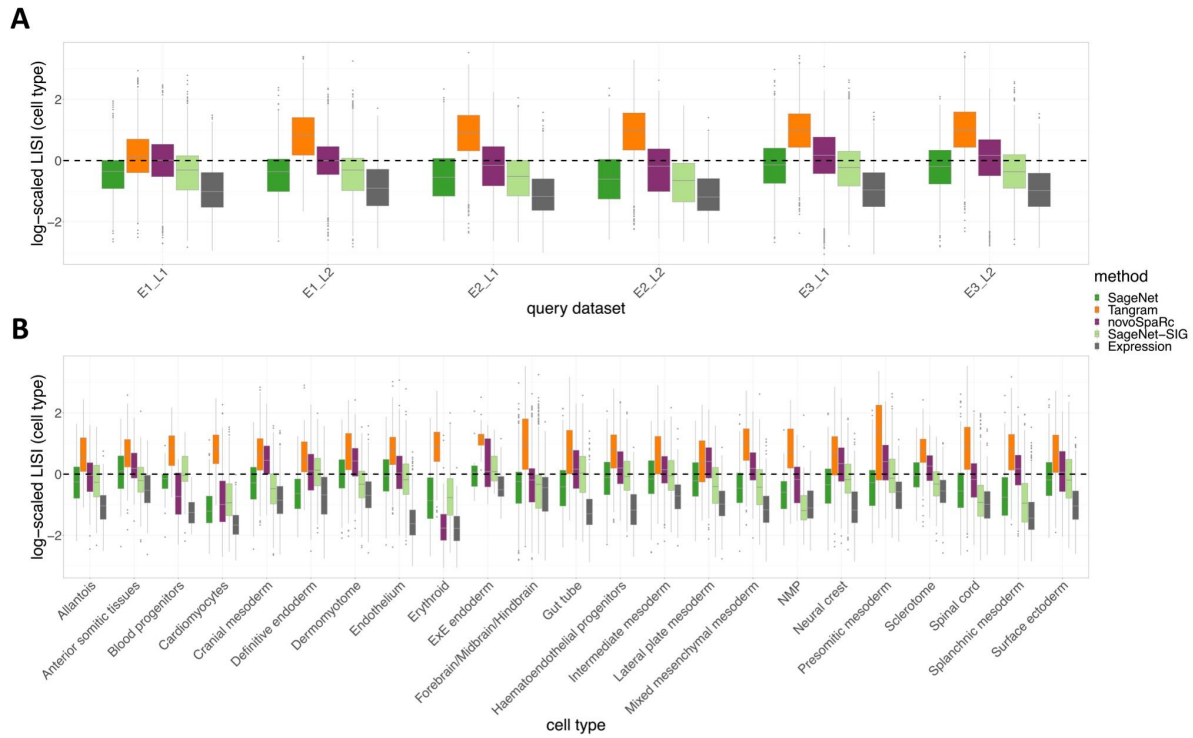 A
log-scaled LISI (cell type)
2
0
-2
E1_L1
E1_L2
E2_L1
E2_L2
E3_L1
E3_L2
query dataset
method
SageNet
Tangram
novoSpaRc
SageNet-SIG
Expression
B
log-scaled LISI (cell type)
2
0
-2
Allantois
Anterior somitic tissues
Blood progenitors
Cardiomyocytes
Cranial mesoderm
Definitive endoderm
Dermomyotome
Endothelium
Erythroid
ExE endoderm
Forebrain/Midbrain/Hindbrain
Gut tube
Haematoendothelial progenitors
Intermediate mesoderm
Lateral plate mesoderm
Mixed mesenchymal mesoderm
NMP
Neural crest
Presomitic mesoderm
Sclerotome
Spinal cord
Splanchnic mesoderm
Surface ectoderm
cell type